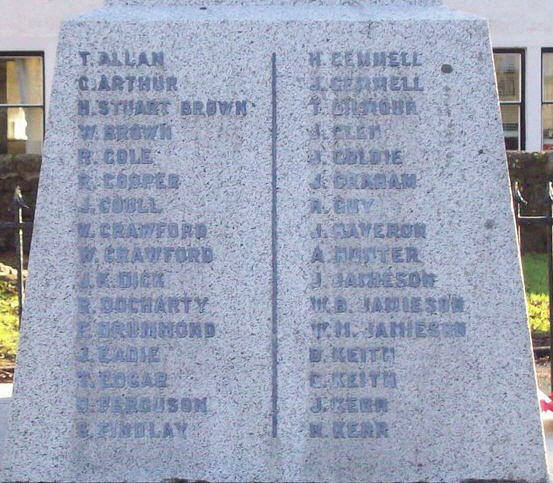 T. ALLAN
C. ARTHUR
H. STUART BROWN
W. BROWN
R. COLE
R. COOPER
J. COULL
W. CRAWFORD
W. CRAWFORD
J.K. DICK
R. DOCHARTY
DRUMMOND
J. EADIE
T. EDGAR
FERGUSON
FINDLAY
H. GEMMELL
J. GEMMELL
T. GILMOUR
J. GLEN
J. GOLDIE
J. GRAHAM
R. GUY
J. HAVERON
A. HUNTER
J. JAMIESON
W.B. JAMIESON
W.M. JAMIESON
D. KEITH
KEITH
J. KERR
KERR